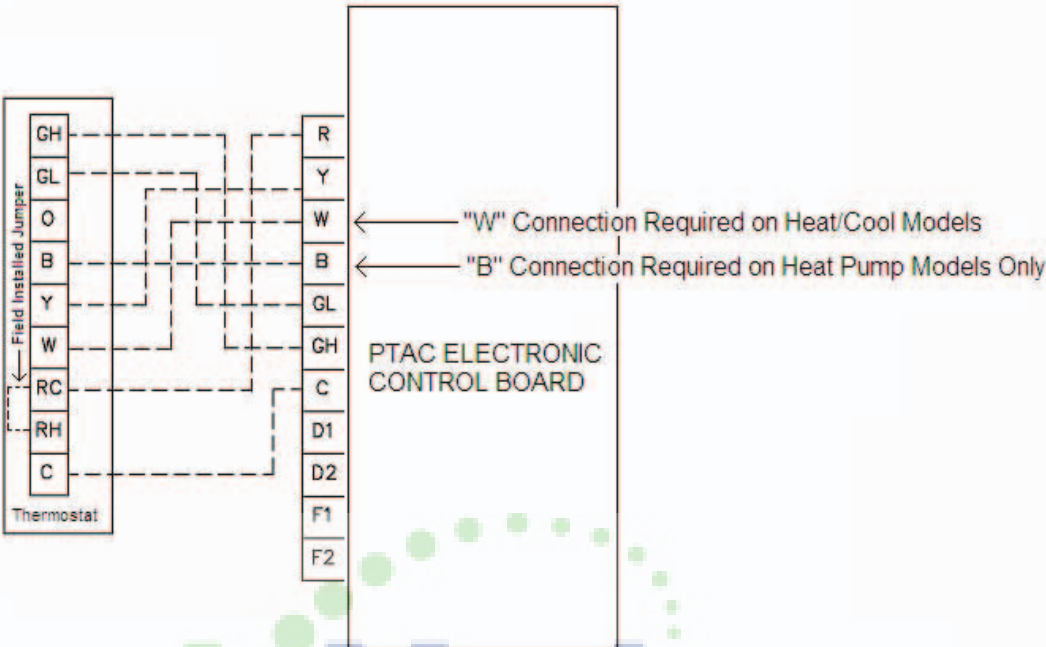 GH
GL
O
B
Y
W
RC
RH
C
Field Installed Jumper
Thermostat
R
Y
W
B
GL
GH
C
D1
D2
F1
F2
"W" Connection Required on Heat/Cool Models
"B" Connection Required on Heat Pump Models Only
PTAC ELECTRONIC
CONTROL BOARD